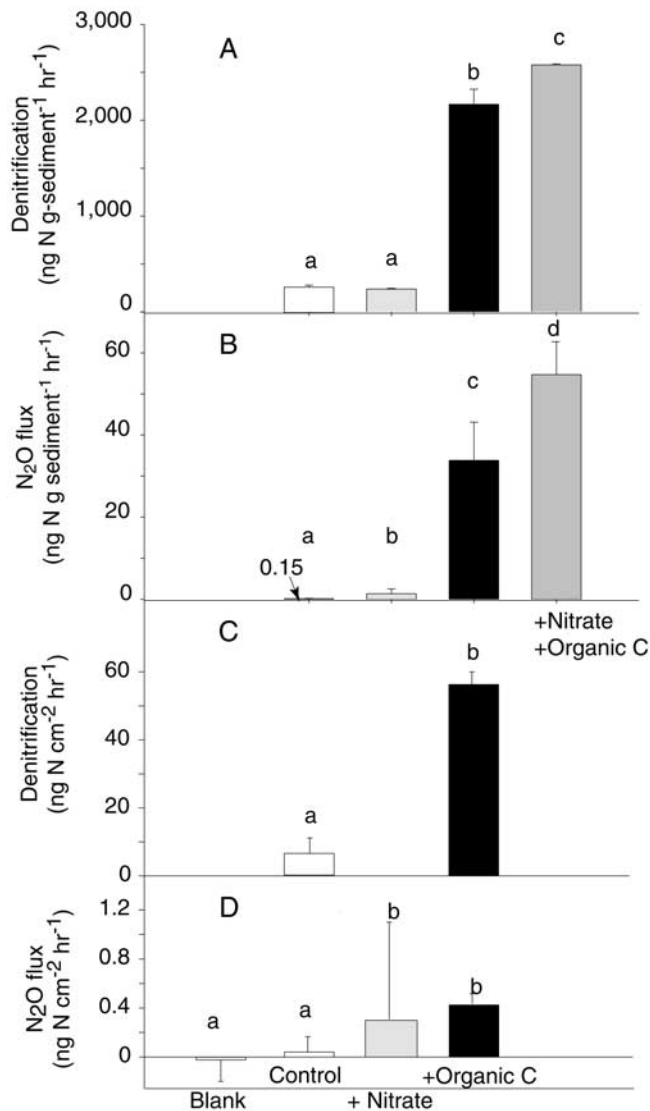 3,000
A
c
b
2,000
Denitrification
(ng N g-sediment⁻¹ hr⁻¹)
1,000
a
a
0
60
B
d
c
40
N₂O flux
(ng N g sediment⁻¹ hr⁻¹)
20
a
b
0.15
0
+Nitrate
+Organic C
C
b
60
Denitrification
(ng N cm⁻² hr⁻¹)
40
20
a
0
1.2
D
b
0.8
N₂O flux
(ng N cm⁻² hr⁻¹)
0.4
a
a
b
0
Control
+Organic C
Blank
+ Nitrate